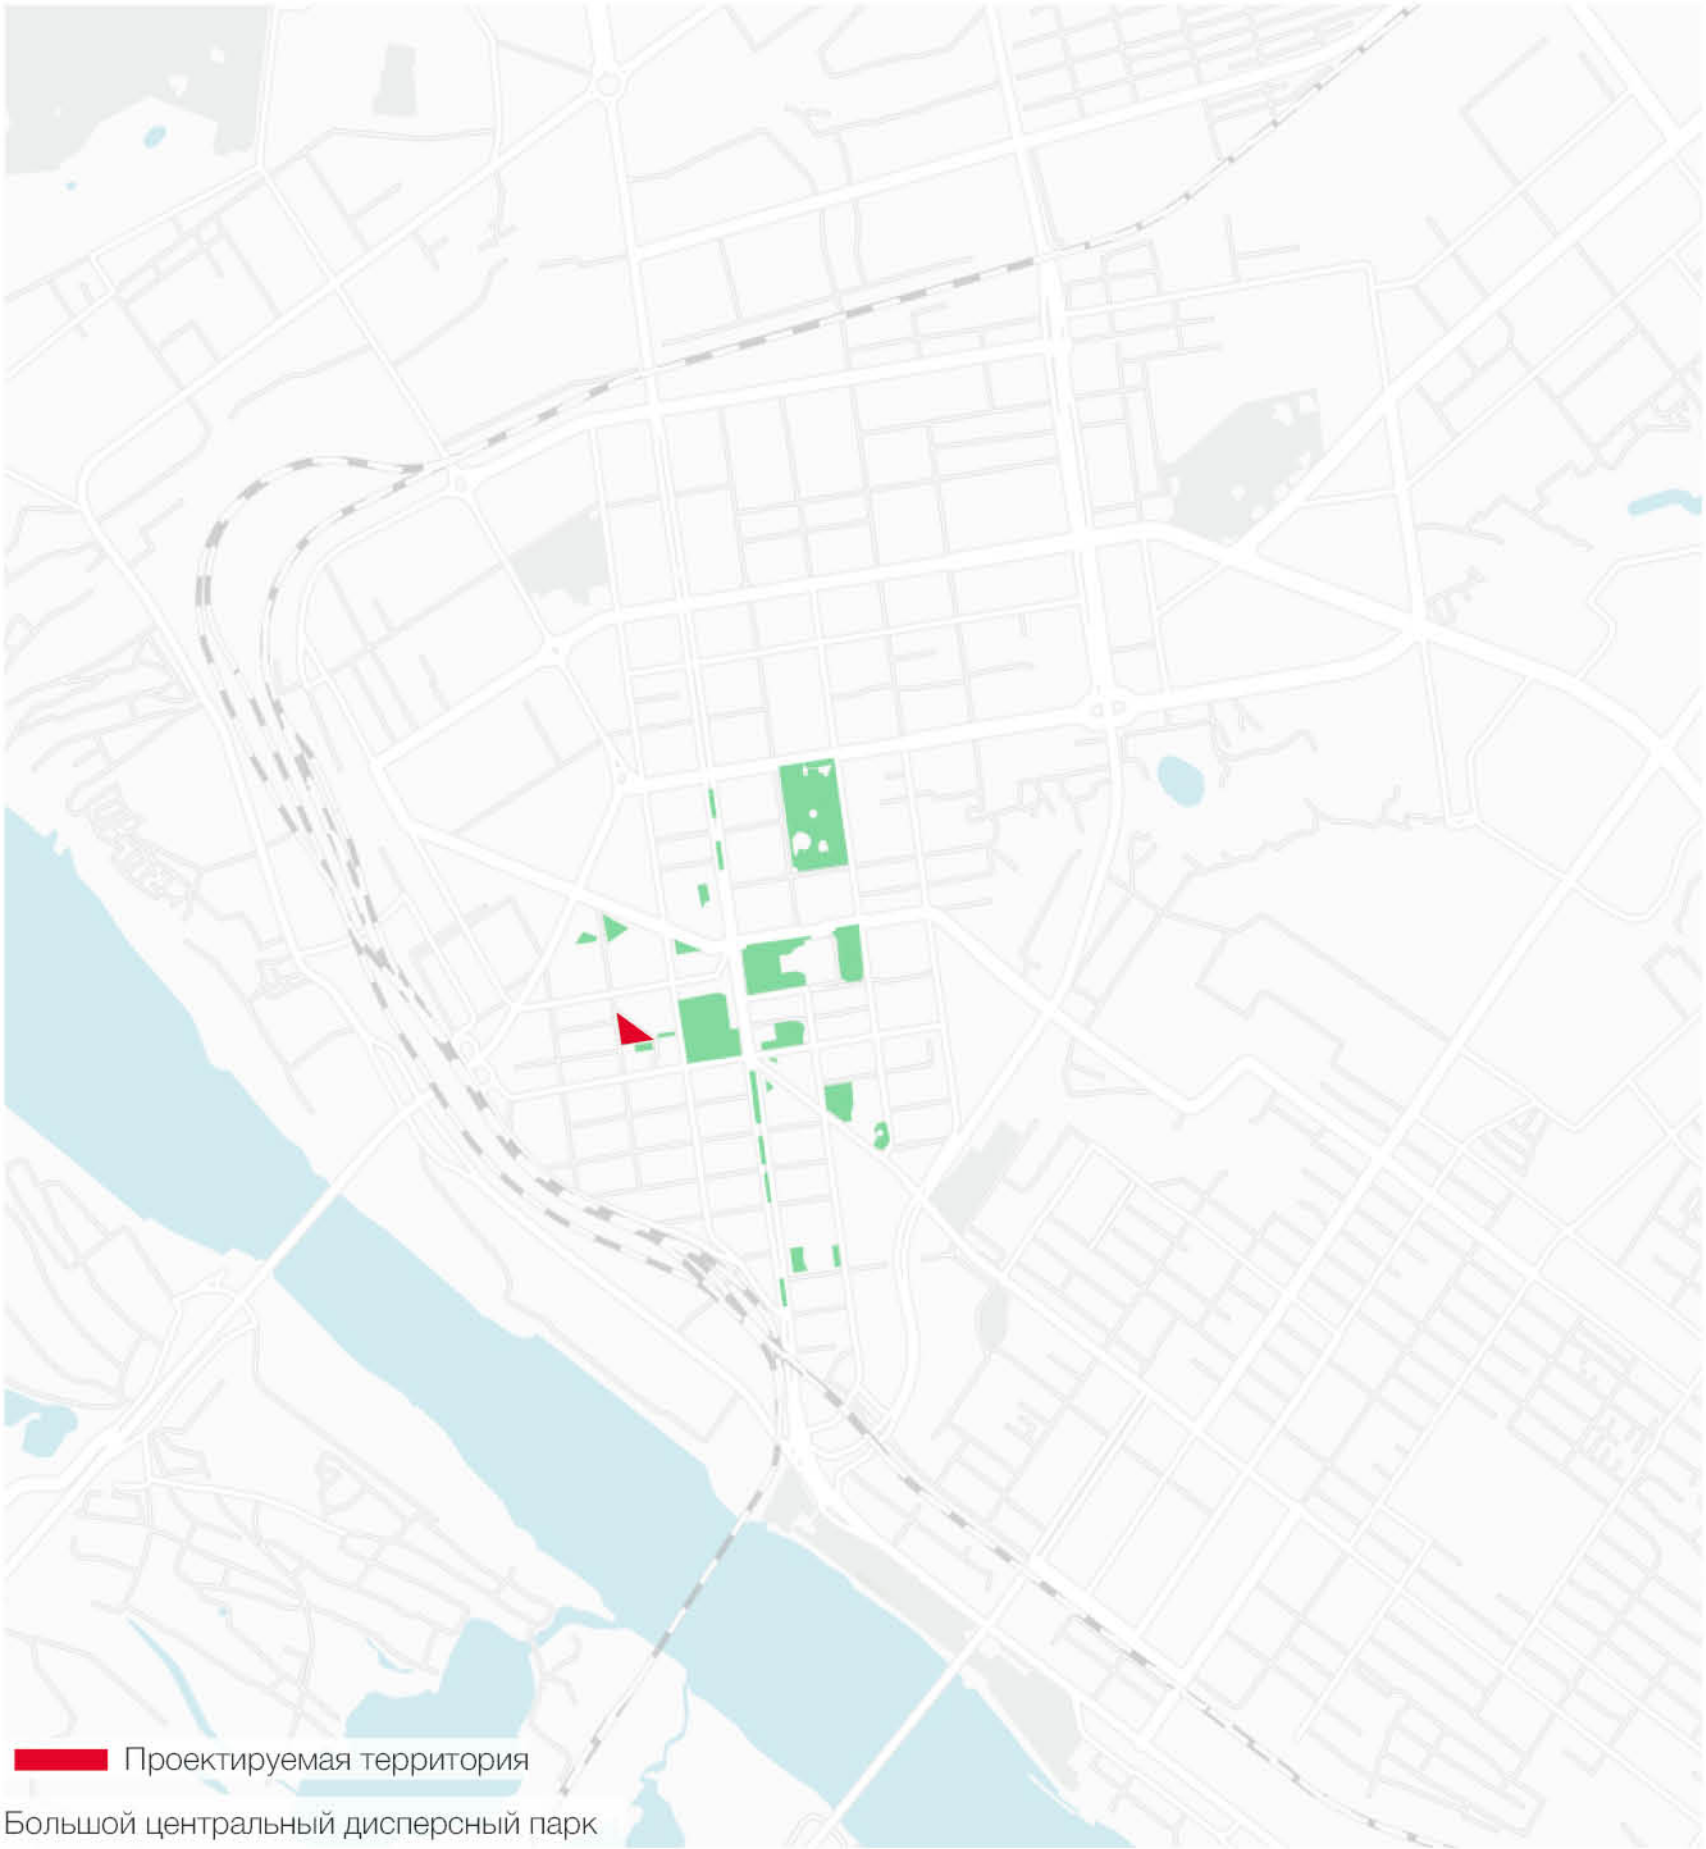 Проектируемая территория
Большой центральный дисперсный парк